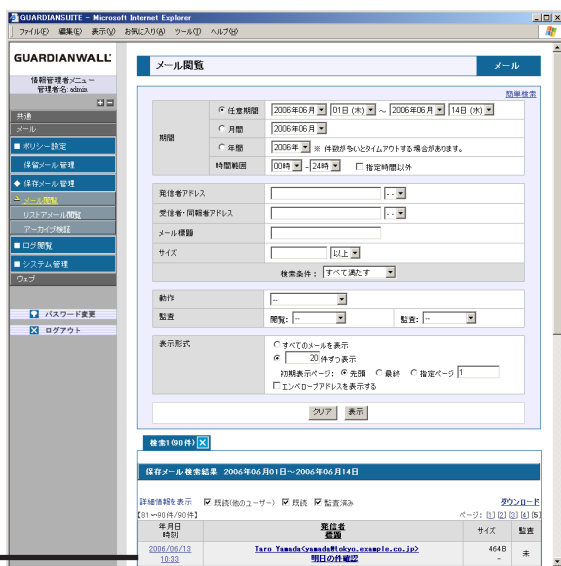 GUARDIANSUITE - Microsoft Internet Explorer
ファイル(F) 編集(E) 表示(V) お気に入り(A) ツール(T) ヘルプ(H)
GUARDIANWALL
情報管理者メニュー
管理者名: sdmin
共通
メール
■ ポリシー設定
保留メール管理
◆ 保存メール管理
メール閲覧
リストアメール閲覧
アーカイブ検証
■ ログ閲覧
■ システム管理
ウェブ
パスワード変更
ログアウト
メール閲覧 メール
簡単検索
期間
任意期間 2006年06月 01日 (木) ~ 2006年06月 14日 (水)
月間 2006年06月
年間 2006年 ※ 件数が多いとタイムアウトする場合があります。
時間範囲 00時 - 24時 指定時間以外
発信者アドレス --
受信者・同報者アドレス --
メール標題
サイズ 以上
検索条件: すべて満たす
動作 --
監査 閲覧: -- 監査: --
表示形式 すべてのメールを表示
20 件ずつ表示
初期表示ページ: 先頭 最終 指定ページ 1
エンベロープアドレスを表示する
クリア 表示
検索1(90件) X
保存メール検索結果 2006年06月01日~2006年06月14日
詳細情報を表示 既読(他のユーザー) 既読 監査済み ダウンロード
【81~90件/90件】 ページ: [1] [2] [3] [4] [5]
年月日 発信者 サイズ 監査
時刻 標題
2006/06/13 Taro Yamada<yamada@tokyo.example.co.jp> 464B 未
10:33 明日の件確認 -